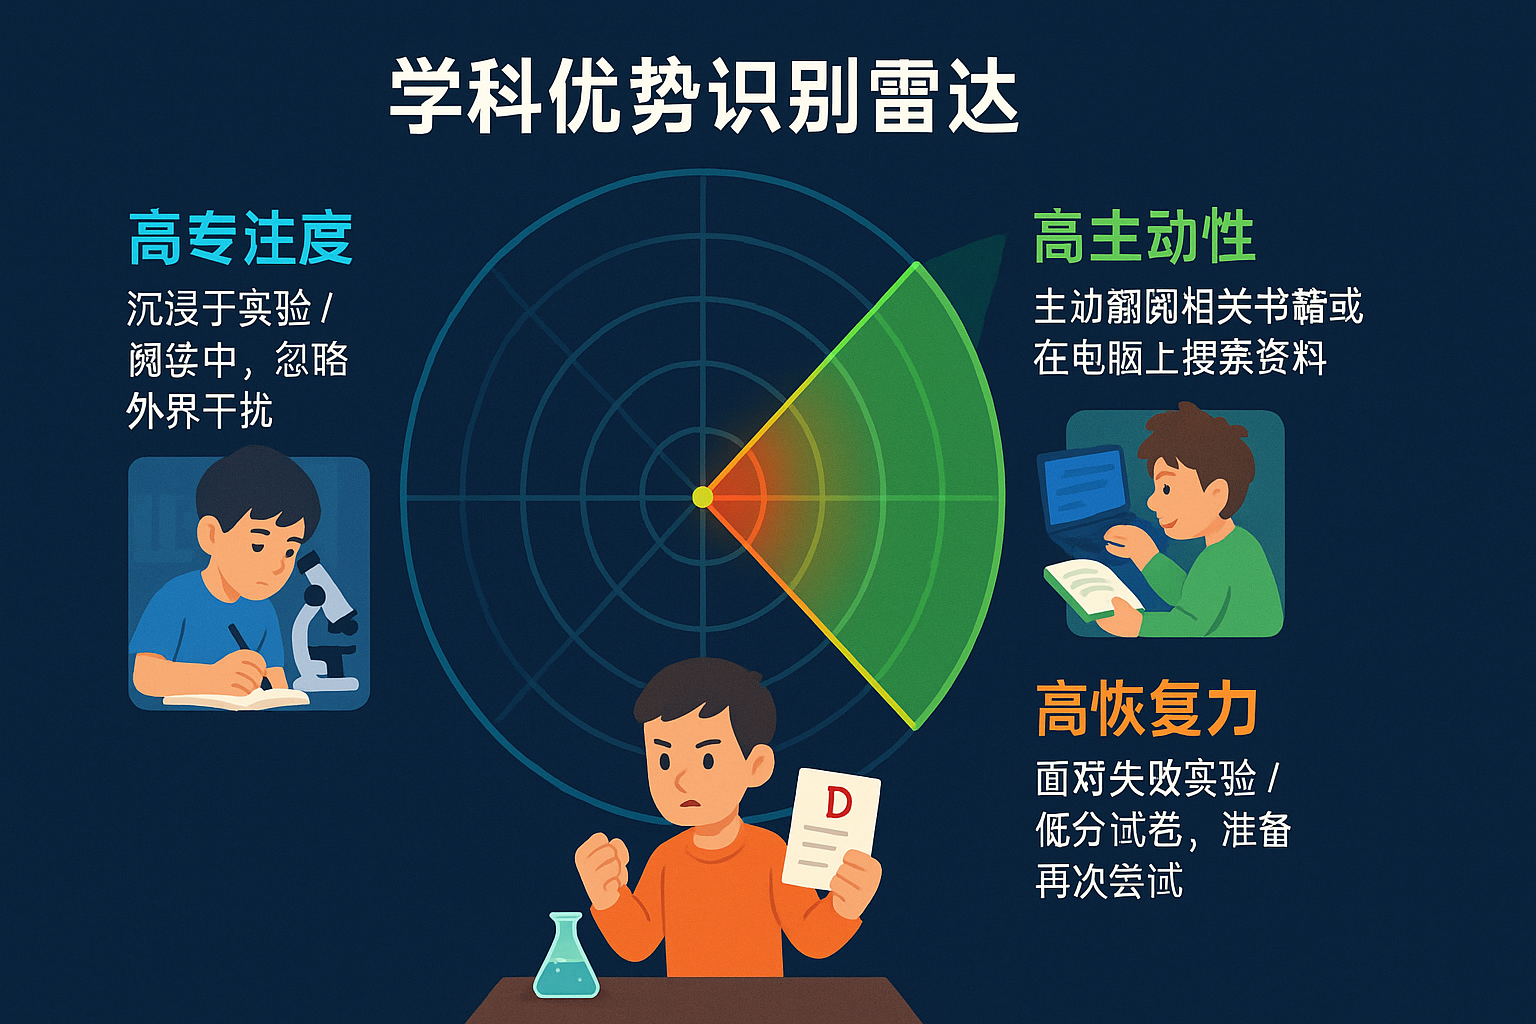 学科优势识别雷达
高专注度
沉浸于实验 /
阅读中，忽略
外界干扰
高主动性
主动翻阅相关书籍或
在电脑上搜索资料
高恢复力
面对失败实验 /
低分试卷，准备
再次尝试
D